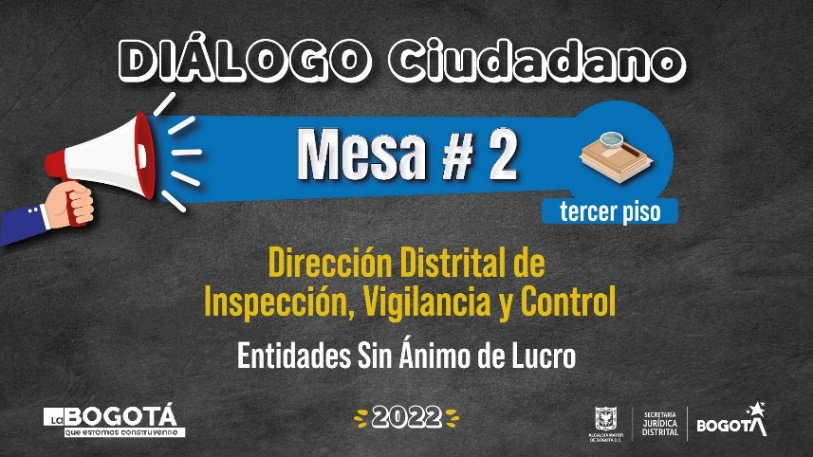 DIÁLOGO Ciudadano
Mesa # 2
tercer piso
Dirección Distrital de
Inspección, Vigilancia y Control
Entidades Sin Ánimo de Lucro
LA BOGOTÁ
que estamos construyendo
2022
ALCALDÍA MAYOR
DE BOGOTÁ D.C.
SECRETARÍA
JURÍDICA
DISTRITAL
BOGOTÁ